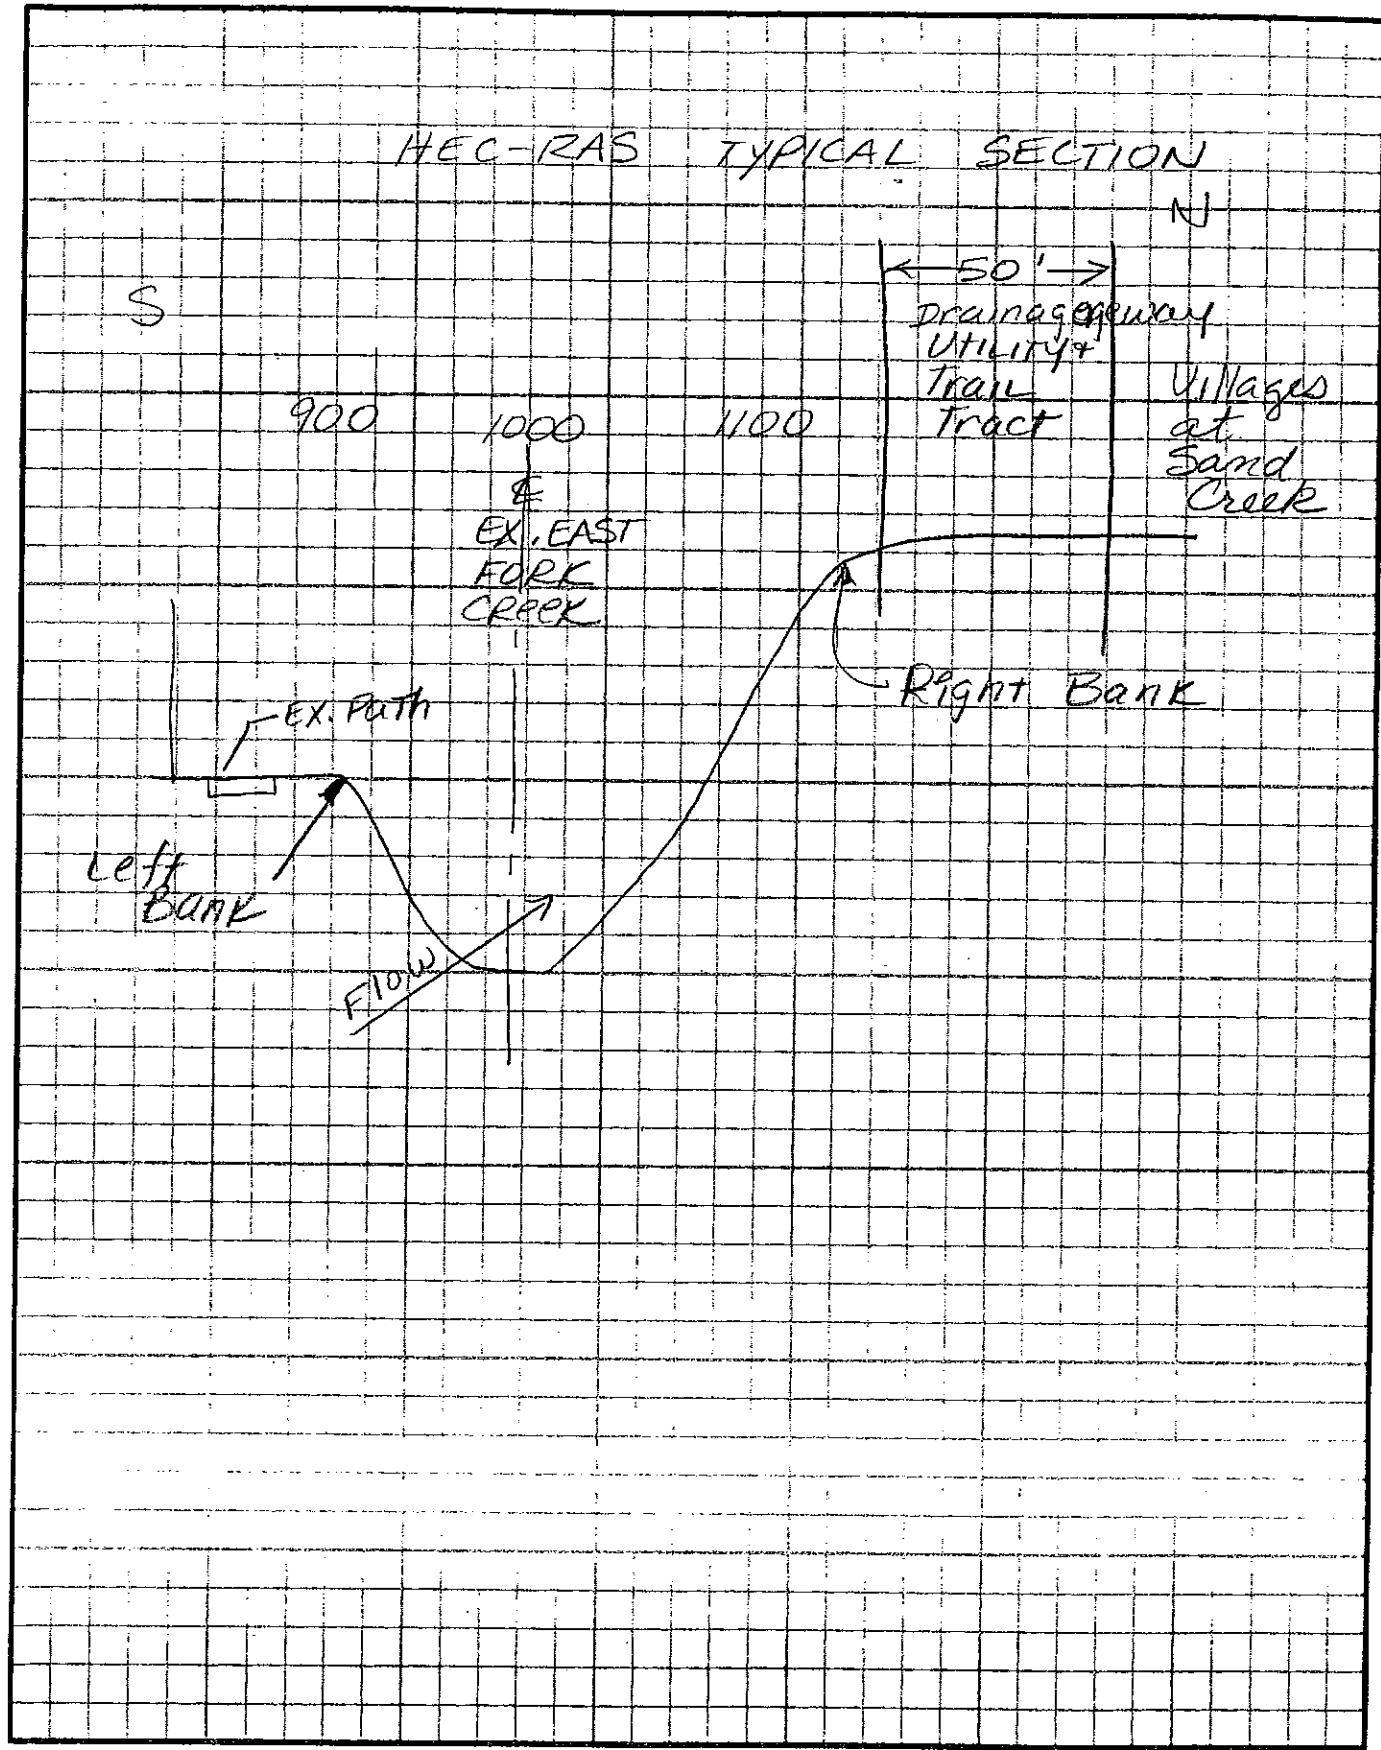 HEC-RAS TYPICAL SECTION
N
S
50'
Drainagegeway
Utility &
Trail
Tract
Villages
at
Sand
Creek
900 1000 1100
℄
EX. EAST
FORK
CREEK
EX. Path
Right Bank
Left
Bank
Flow